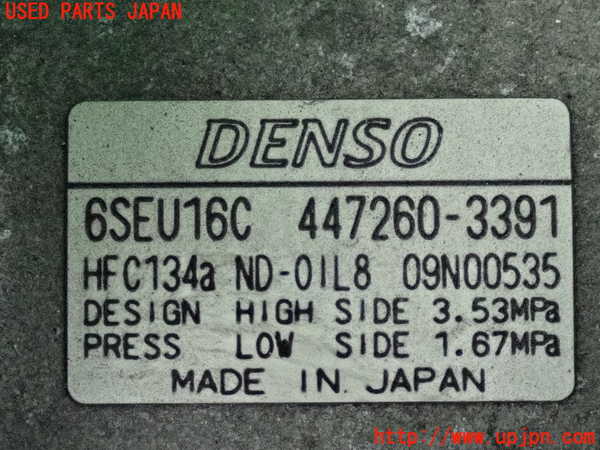 USED PARTS JAPAN
DENSO
6SEU16C 447260-3391
HFC134a ND-OIL8 09N00535
DESIGN HIGH SIDE 3.53MPa
PRESS LOW SIDE 1.67MPa
MADE IN JAPAN
http://www.upjpn.com/